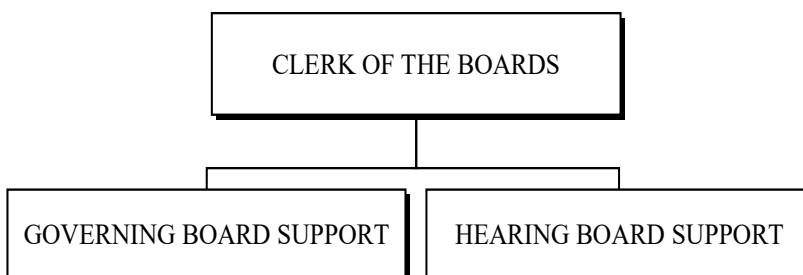 CLERK OF THE BOARDS
GOVERNING BOARD SUPPORT
HEARING BOARD SUPPORT